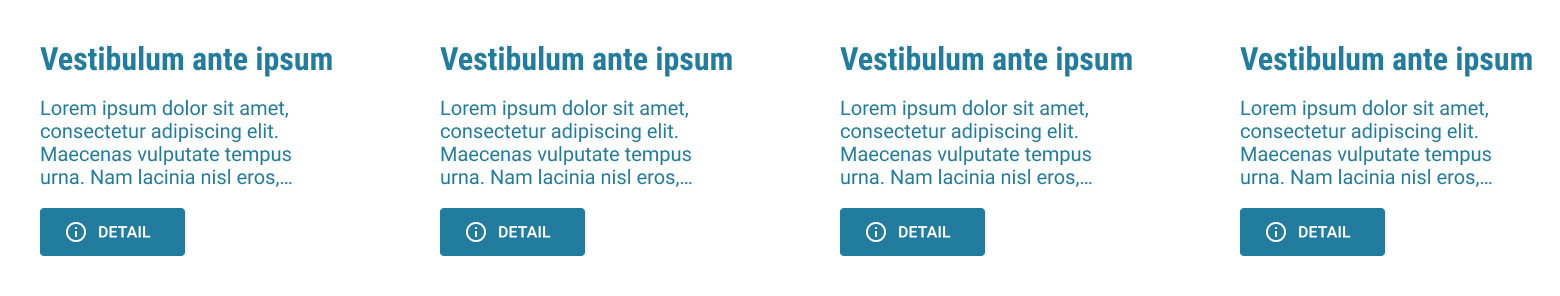 Vestibulum ante ipsum
Lorem ipsum dolor sit amet,
consectetur adipiscing elit.
Maecenas vulputate tempus
urna. Nam lacinia nisl eros,...
DETAIL
Vestibulum ante ipsum
Lorem ipsum dolor sit amet,
consectetur adipiscing elit.
Maecenas vulputate tempus
urna. Nam lacinia nisl eros,...
DETAIL
Vestibulum ante ipsum
Lorem ipsum dolor sit amet,
consectetur adipiscing elit.
Maecenas vulputate tempus
urna. Nam lacinia nisl eros,...
DETAIL
Vestibulum ante ipsum
Lorem ipsum dolor sit amet,
consectetur adipiscing elit.
Maecenas vulputate tempus
urna. Nam lacinia nisl eros,...
DETAIL